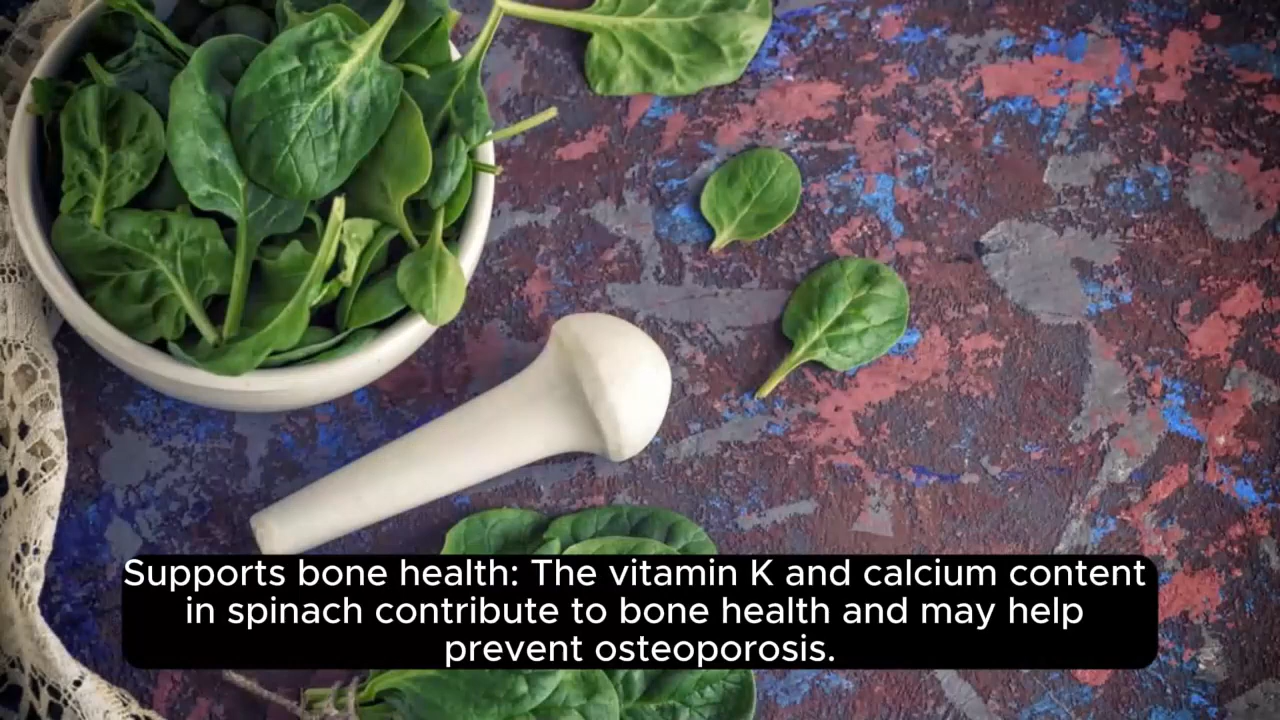 Supports bone health: The vitamin K and calcium content
in spinach contribute to bone health and may help
prevent osteoporosis.